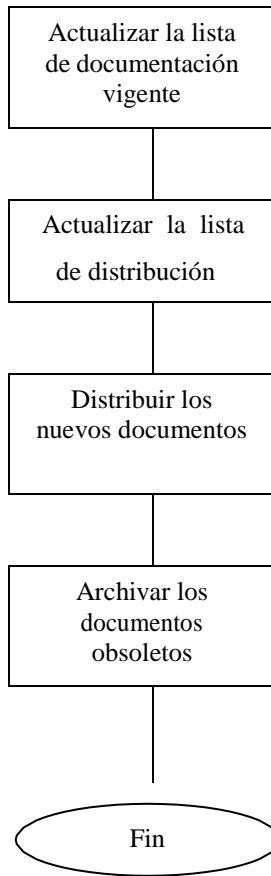 Actualizar la lista
de documentación
vigente
Actualizar la lista
de distribución
Distribuir los
nuevos documentos
Archivar los
documentos
obsoletos
Fin